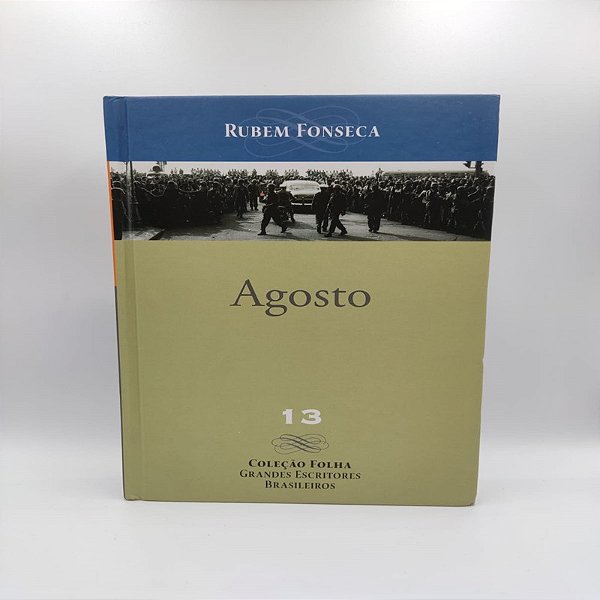 RUBEM FONSECA
Agosto
13
COLEÇÃO FOLHA
GRANDES ESCRITORES
BRASILEIROS